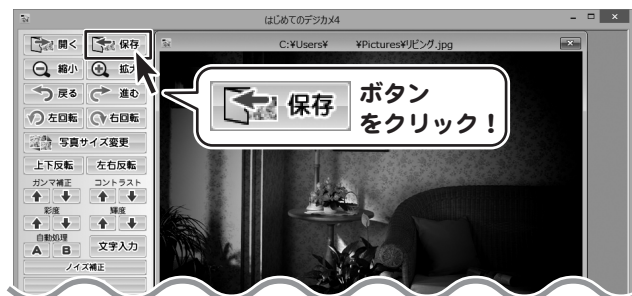 はじめてのデジカメ4
開く 保存
C:¥Users¥ ¥Pictures¥リビング.jpg
縮小 拡大
保存 ボタン
をクリック!
戻る 進む
左回転 右回転
写真サイズ変更
上下反転 左右反転
ガンマ補正 コントラスト
彩度 輝度
自動処理
A B 文字入力
ノイズ補正